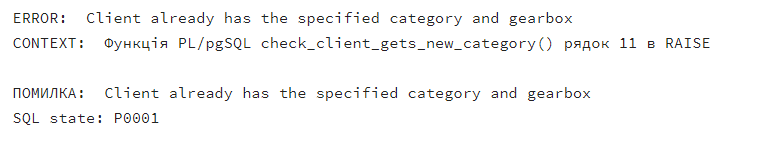 ERROR:  Client already has the specified category and gearbox
CONTEXT:  Функція PL/pgSQL check_client_gets_new_category() рядок 11 в RAISE
ПОМИЛКА:  Client already has the specified category and gearbox
SQL state: P0001